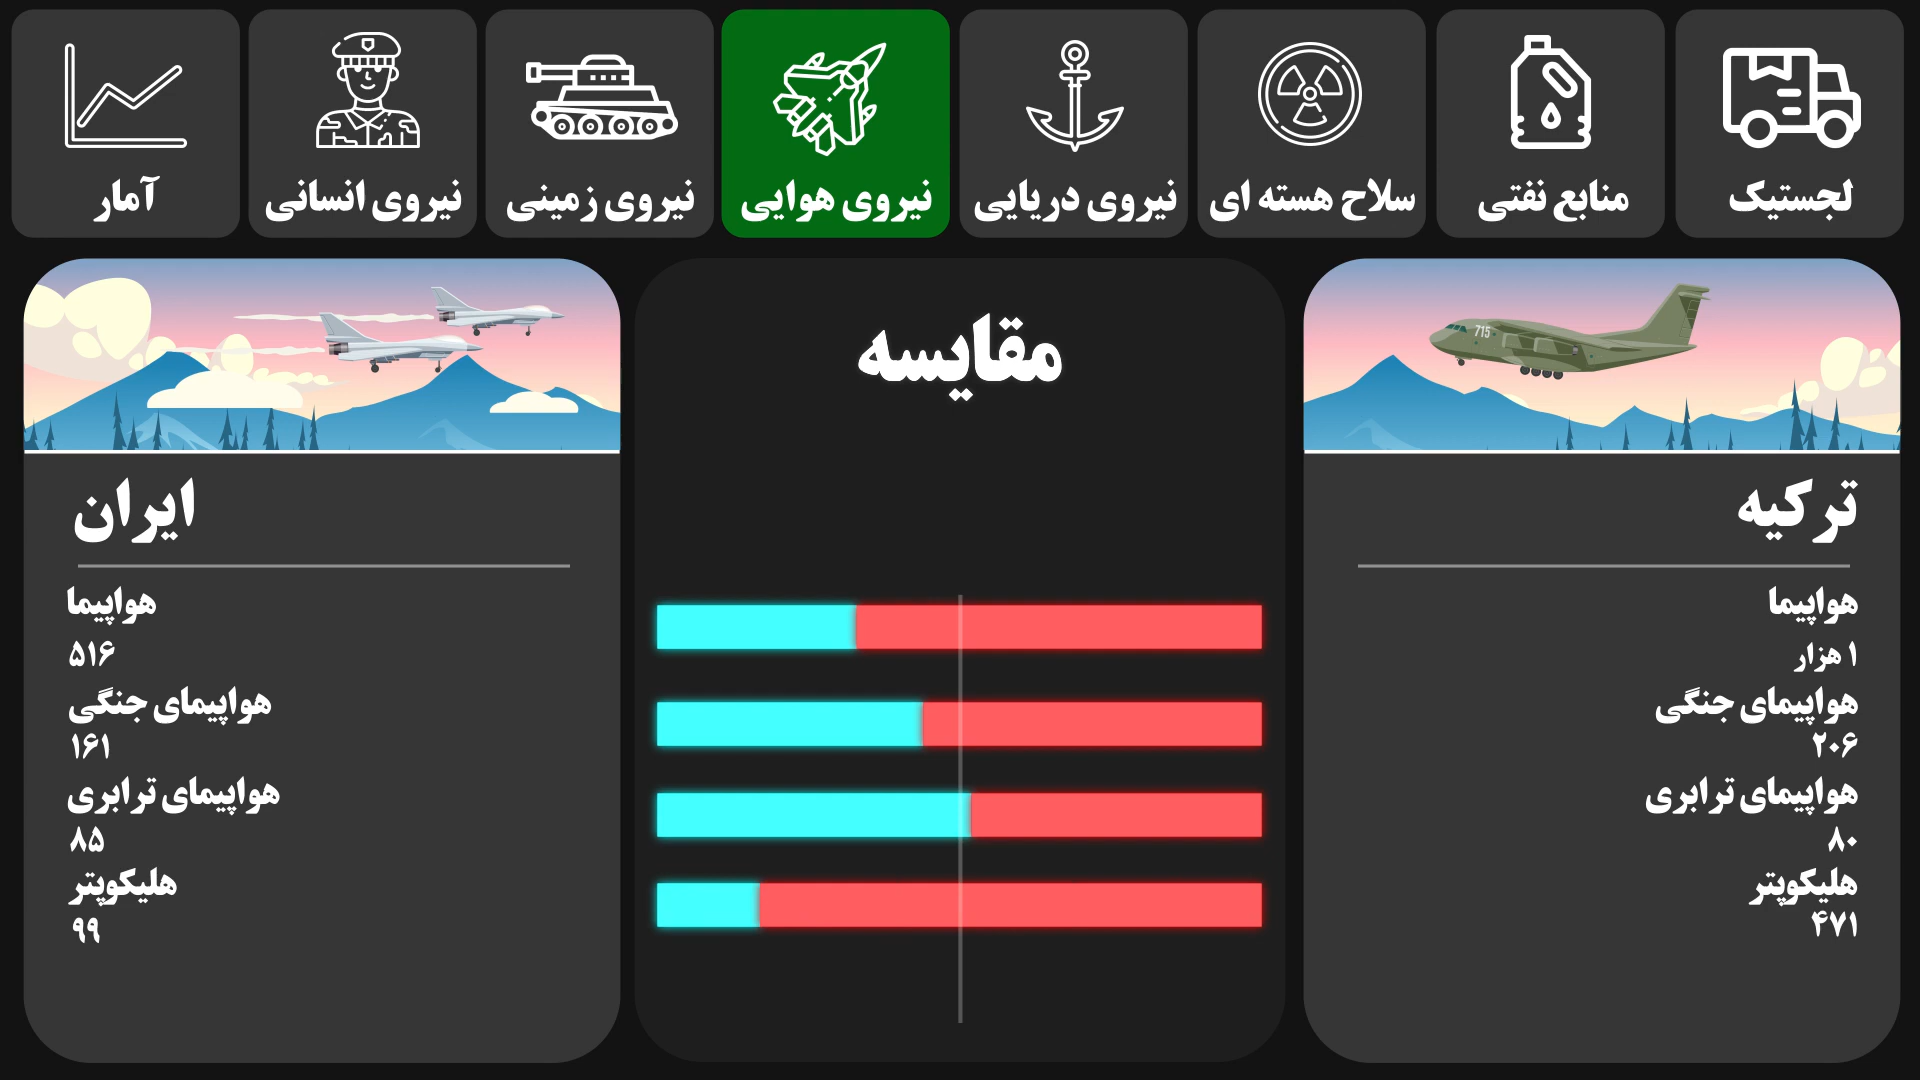 لجستیک
منابع نفتی
سلاح هسته ای
نیروی دریایی
نیروی هوایی
نیروی زمینی
نیروی انسانی
آمار
715
ترکیه
هواپیما
۱ هزار
هواپیمای جنگی
۲۰۶
هواپیمای ترابری
۸۰
هلیکوپتر
۴۷۱
مقایسه
ایران
هواپیما
۵۱۶
هواپیمای جنگی
۱۶۱
هواپیمای ترابری
۸۵
هلیکوپتر
۹۹